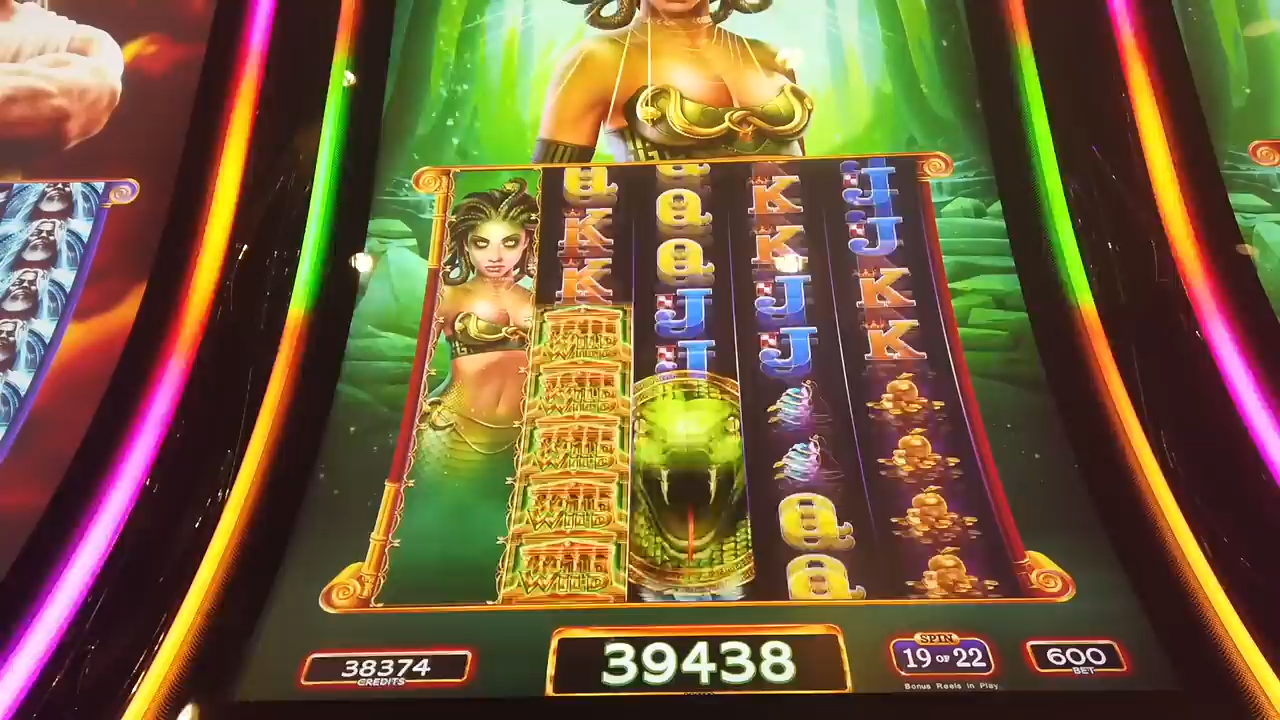 Q Q K J
K Q K J
K J J K
WILD J J K
WILD
WILD
WILD Q
WILD Q
38374
CREDITS
39438
SPIN
19 OF 22
Bonus Reels In Play
600
BET